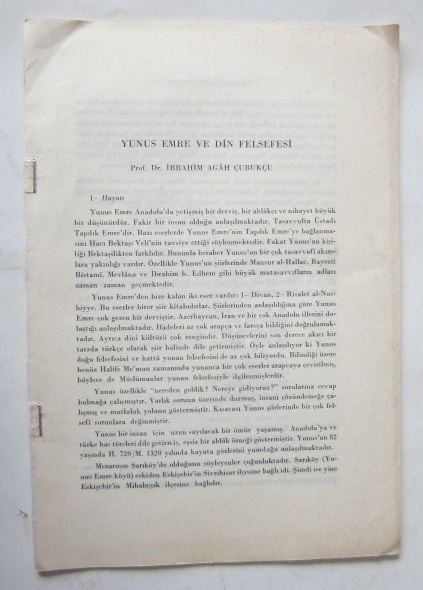 YUNUS EMRE VE DİN FELSEFESİ
Prof. Dr. İBRAHİM AGÂH ÇUBUKÇU
1- Hayatı
Yunus Emre Anadolu'da yetişmiş bir derviş, bir ahlâkçı ve nihayet büyük
bir düşünürdür. Fakir bir insan olduğu anlaşılmaktadır. Tasavvufta Üstadı
Tapdık Emre'dir. Bazı eserlerde Yunus Emre'nin Tapdık Emre'ye bağlanma-
sını Hacı Bektaşı Veli'nin tavsiye ettiği söylenmektedir. Fakat Yunus'un kişi-
liği Bektaşilikten farklıdır. Bununla beraber Yunus'un bir çok tasavvufi akım-
lara yakınlığı vardır. Özellikle Yunus'un şiirlerinde Mansur al-Hallac, Bayezit
Bistamî, Mevlâna ve İbrahim b. Edhem gibi büyük mutasavvıfların adları
zaman zaman geçmektedir.
Yunus Emre'den bize kalan iki eser vardır: 1- Divan, 2- Risalet al-Nus-
hiyye. Bu eserler birer şiir kitabıdırlar. Şiirlerinden anlaşıldığına göre Yunus
Emre çok gezen bir derviştir. Azerbaycan, İran ve bir çok Anadolu illerini do-
laştığı anlaşılmaktadır. İfadeleri az çok arapça ve farsça bildiğini doğrulamak-
tadır. Ayrıca dinî kültürü çok zengindir. Düşüncelerini son derece akıcı bir
tarzda türkçe olarak şiir halinde dile getirmiştir. Öyle anlaşılıyor ki Yunus
doğu felsefesini ve hattâ yunan felsefesini de az çok biliyordu. Bilindiği üzere
henüz Halife Me'mun zamanında yunanca bir çok eserler arapçaya çevirilmiş,
böylece de Müslümanlar yunan felsefesiyle ilgilenmişlerdir.
Yunus özellikle "nereden geldik? Nereye gidiyoruz?" sorularına cevap
bulmağa çalışmıştır. Varlık sorunu üzerinde durmuş, insanı çözümlemeğe ça-
lışmış ve mutluluk yolunu göstermiştir. Kısacası Yunus şiirlerinde bir çok fel-
sefî sorunlara değinmiştir.
Yunus bir insan için uzun sayılacak bir ömür yaşamış, Anadolu'ya ve
türke has töreleri dile getirmiş, eşsiz bir ahlâk örneği göstermiştir. Yunus'un 82
yaşında H. 720/M. 1320 yılında hayata gözlerini yumduğu anlaşılmaktadır.
Mezarının Sarıköy'de olduğunu söyleyenler çoğunluktadır. Sarıköy (Yu-
nus Emre köyü) eskiden Eskişehir'in Sivrihisar ilçesine bağlı idi. Şimdi ise yine
Eskişehir'in Mihalıççık ilçesine bağlıdır.